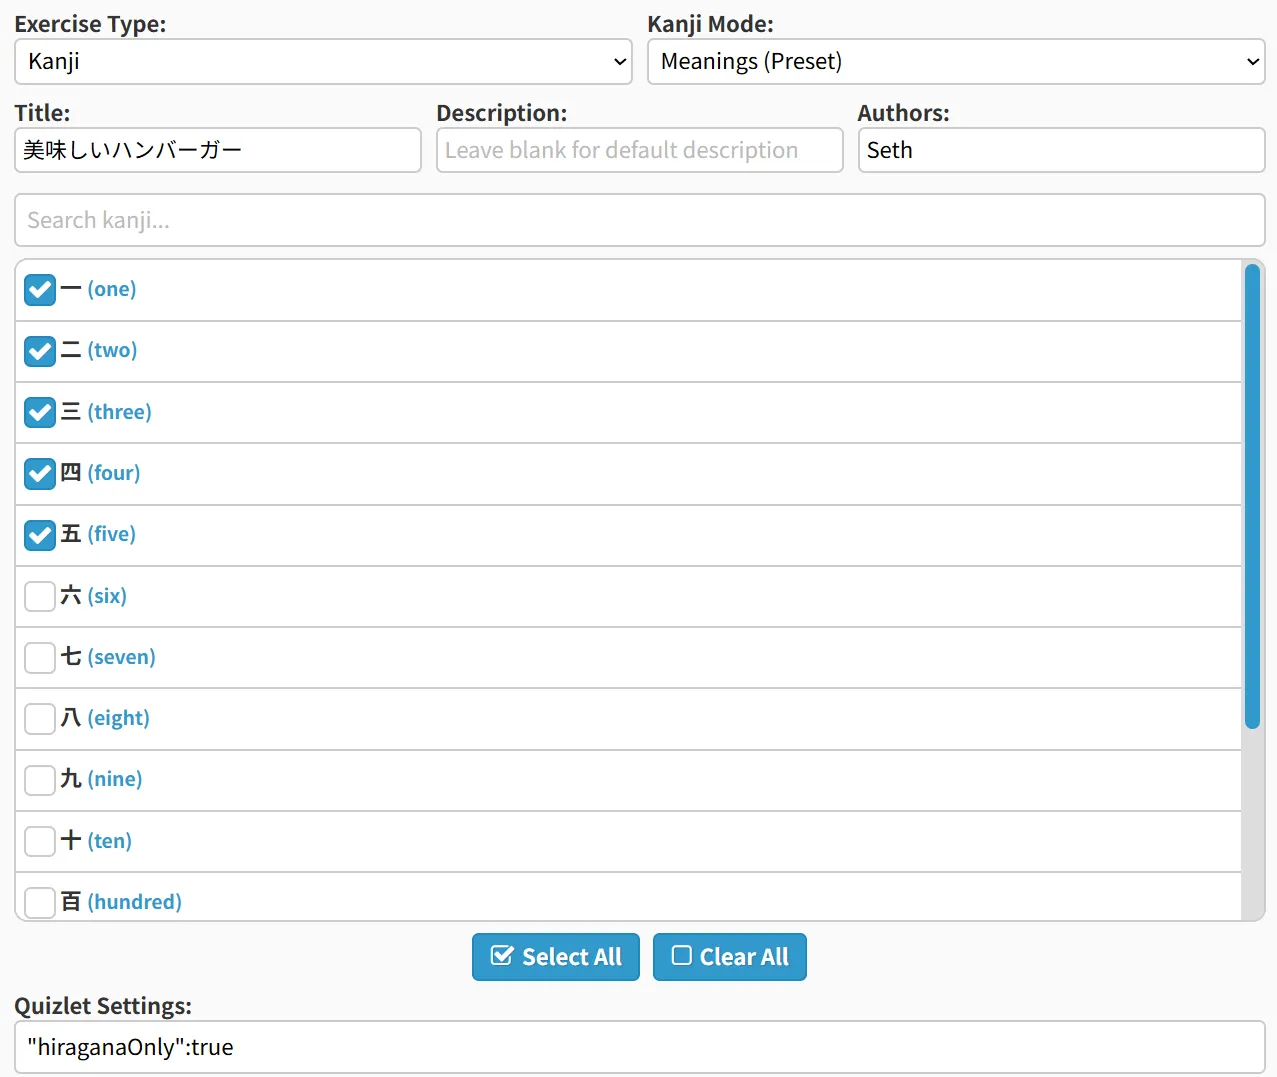 Exercise Type: Kanji Mode:
Kanji Meanings (Preset)
Title: Description: Authors:
美味しいハンバーガー Leave blank for default description Seth
Search kanji...
一 (one)
二 (two)
三 (three)
四 (four)
五 (five)
六 (six)
七 (seven)
八 (eight)
九 (nine)
十 (ten)
百 (hundred)
Select All Clear All
Quizlet Settings:
"hiraganaOnly":true